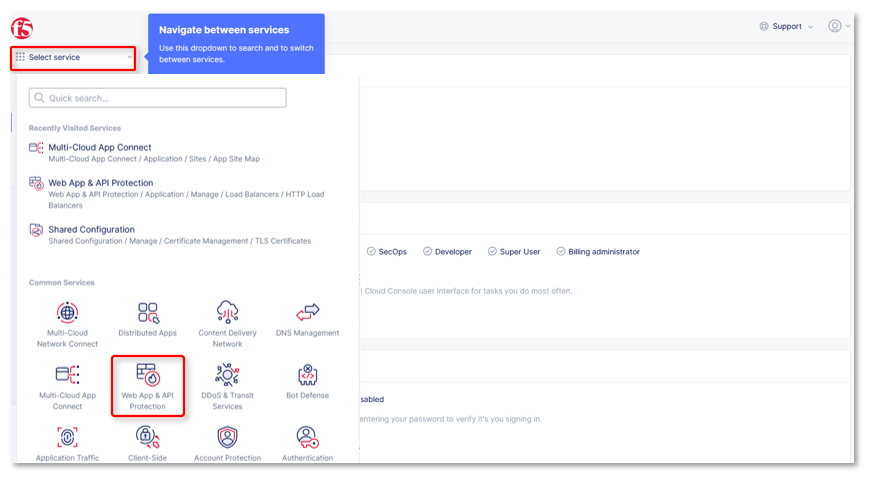 f5
Support
Select service
Navigate between services
Use this dropdown to search and to switch
between services.
Quick search...
Recently Visited Services
Multi-Cloud App Connect
Multi-Cloud App Connect / Application / Sites / App Site Map
Web App & API Protection
Web App & API Protection / Application / Manage / Load Balancers / HTTP Load
Balancers
Shared Configuration
Shared Configuration / Manage / Certificate Management / TLS Certificates
SecOps
Developer
Super User
Billing administrator
l Cloud Console user interface for tasks you do most often.
Common Services
Multi-Cloud
Network Connect
Distributed Apps
Content Delivery
Network
DNS Management
Multi-Cloud App
Connect
Web App & API
Protection
DDoS & Transit
Services
Bot Defense
sabled
entering your password to verify it's you signing in.
Application Traffic
Client-Side
Account Protection
Authentication